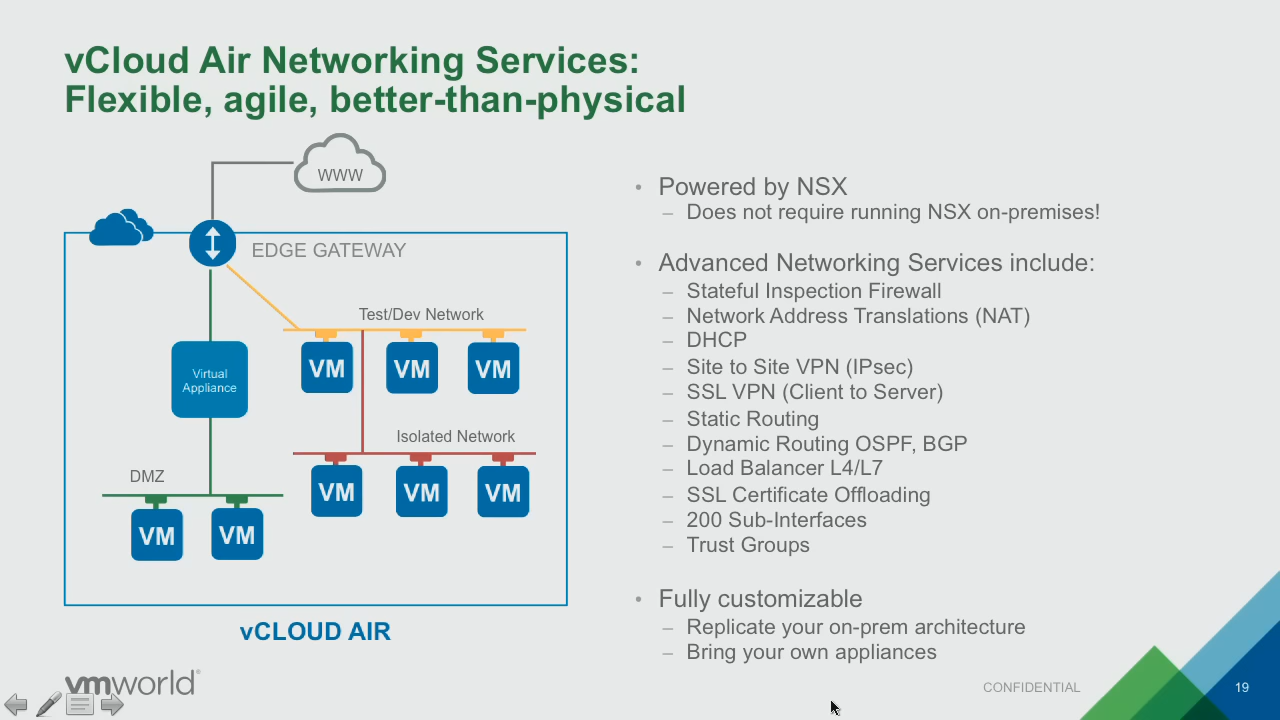 vCloud Air Networking Services:
Flexible, agile, better-than-physical
WWW
EDGE GATEWAY
Test/Dev Network
VM VM VM
Virtual
Appliance
Isolated Network
VM VM VM
DMZ
VM VM
vCLOUD AIR
• Powered by NSX
– Does not require running NSX on-premises!
• Advanced Networking Services include:
– Stateful Inspection Firewall
– Network Address Translations (NAT)
– DHCP
– Site to Site VPN (IPsec)
– SSL VPN (Client to Server)
– Static Routing
– Dynamic Routing OSPF, BGP
– Load Balancer L4/L7
– SSL Certificate Offloading
– 200 Sub-Interfaces
– Trust Groups
• Fully customizable
– Replicate your on-prem architecture
– Bring your own appliances
vmworld®
CONFIDENTIAL
19